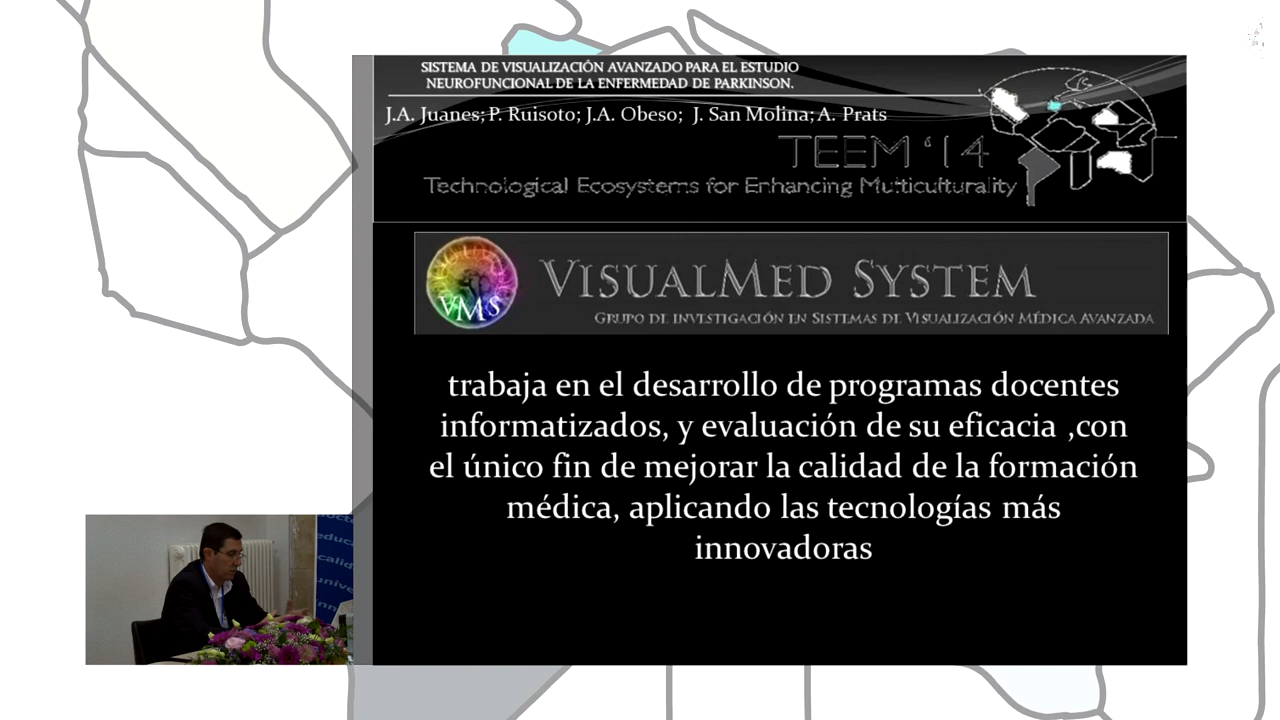 SISTEMA DE VISUALIZACIÓN AVANZADO PARA EL ESTUDIO
NEUROFUNCIONAL DE LA ENFERMEDAD DE PARKINSON.
J.A. Juanes; P. Ruisoto; J.A. Obeso; J. San Molina; A. Prats
TEEM ‘14
Technological Ecosystems for Enhancing Multiculturality
VMS
VISUALMED SYSTEM
GRUPO DE INVESTIGACIÓN EN SISTEMAS DE VISUALIZACIÓN MÉDICA AVANZADA
trabaja en el desarrollo de programas docentes
informatizados, y evaluación de su eficacia ,con
el único fin de mejorar la calidad de la formación
médica, aplicando las tecnologías más
innovadoras